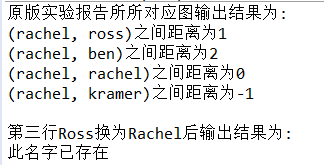 原版实验报告所所对应图输出结果为:
(rachel, ross)之间距离为1
(rachel, ben)之间距离为2
(rachel, rachel)之间距离为0
(rachel, kramer)之间距离为-1
第三行Ross换为Rachel后输出结果为:
此名字已存在